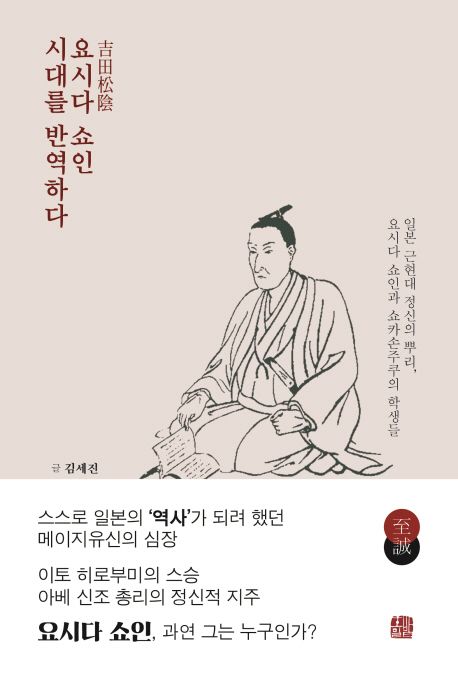 吉田松陰
요시다 쇼인
시대를 반역하다
일본 근현대 정신의 뿌리,
요시다 쇼인과 쇼카손주쿠의 학생들
글 김세진
스스로 일본의 ‘역사’가 되려 했던
메이지유신의 심장
至誠
이토 히로부미의 스승
아베 신조 총리의 정신적 지주
요시다 쇼인, 과연 그는 누구인가?